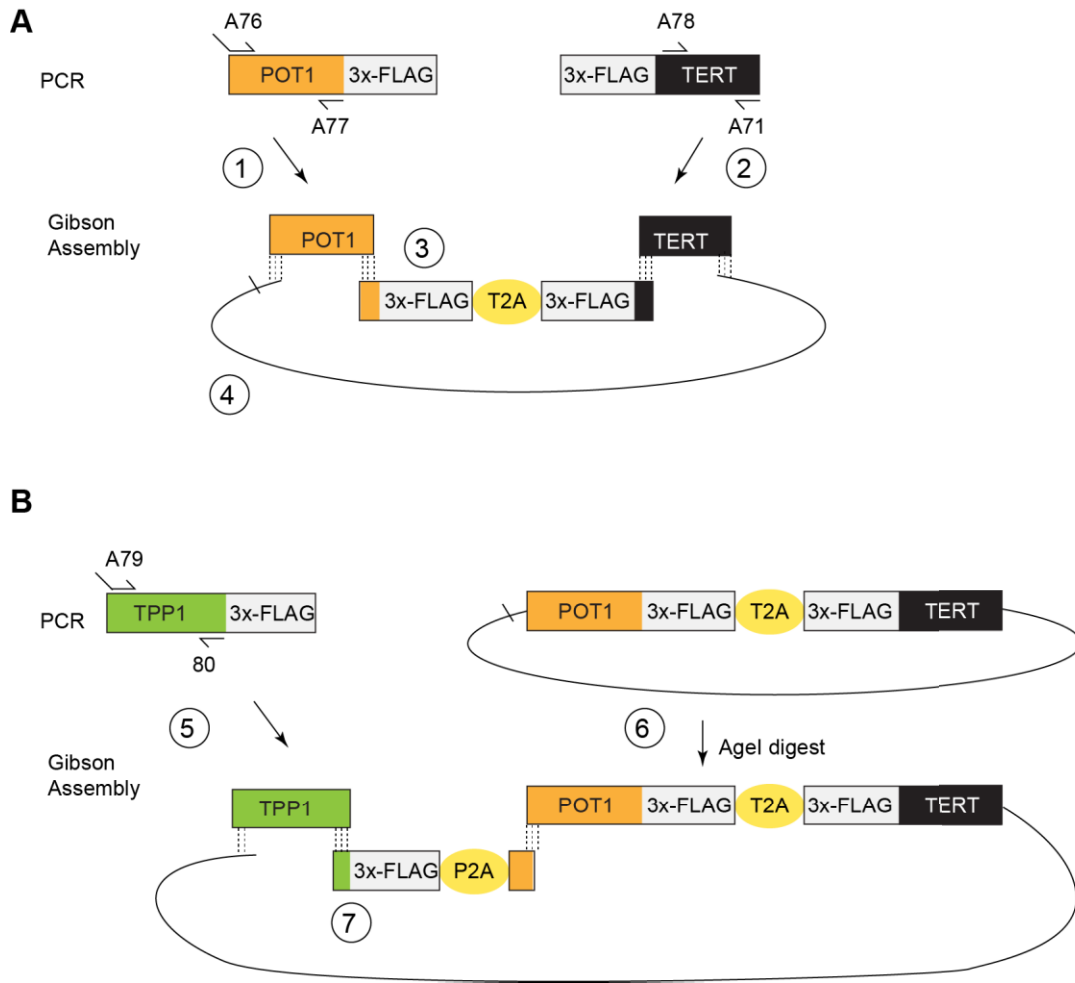 A
A76
A78
PCR
POT1
3x-FLAG
3x-FLAG
TERT
A77
A71
1
2
Gibson
Assembly
POT1
3
TERT
3x-FLAG
T2A
3x-FLAG
4
B
A79
PCR
TPP1
3x-FLAG
POT1
3x-FLAG
T2A
3x-FLAG
TERT
80
5
6
AgeI digest
Gibson
Assembly
TPP1
POT1
3x-FLAG
T2A
3x-FLAG
TERT
3x-FLAG
P2A
7